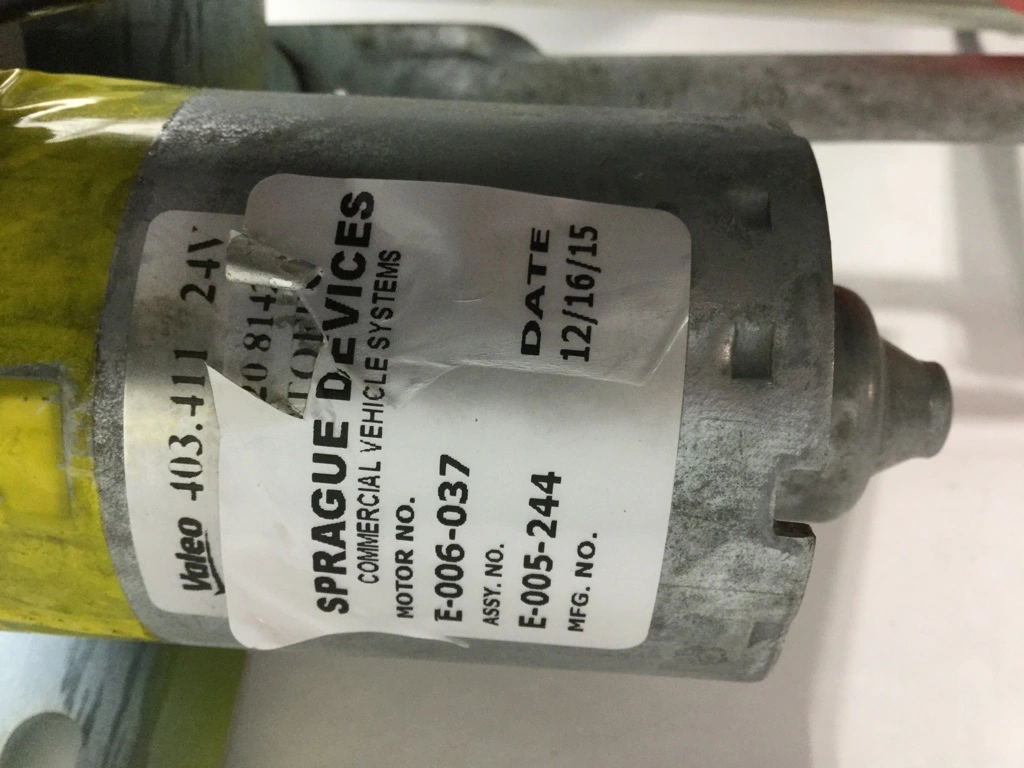 Valeo 403.411 24V
SPRAGUE DEVICES
COMMERCIAL VEHICLE SYSTEMS
MOTOR NO.
E-006-037
ASSY. NO.
E-005-244
MFG. NO.
DATE
12/16/15